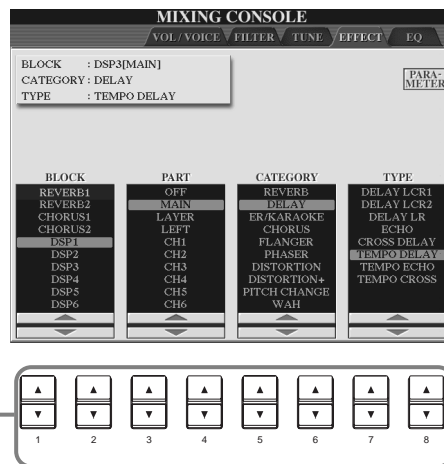 MIXING CONSOLE
VOL / VOICE FILTER TUNE EFFECT EQ
BLOCK : DSP3[MAIN]
CATEGORY : DELAY
TYPE : TEMPO DELAY
PARA-
METER
BLOCK PART CATEGORY TYPE
REVERB1 OFF REVERB DELAY LCR1
REVERB2 MAIN DELAY DELAY LCR2
CHORUS1 LAYER ER/KARAOKE DELAY LR
CHORUS2 LEFT CHORUS ECHO
DSP1 CH1 FLANGER CROSS DELAY
DSP2 CH2 PHASER TEMPO DELAY
DSP3 CH3 DISTORTION TEMPO ECHO
DSP4 CH4 DISTORTION+ TEMPO CROSS
DSP5 CH5 PITCH CHANGE
DSP6 CH6 WAH
1 2 3 4 5 6 7 8